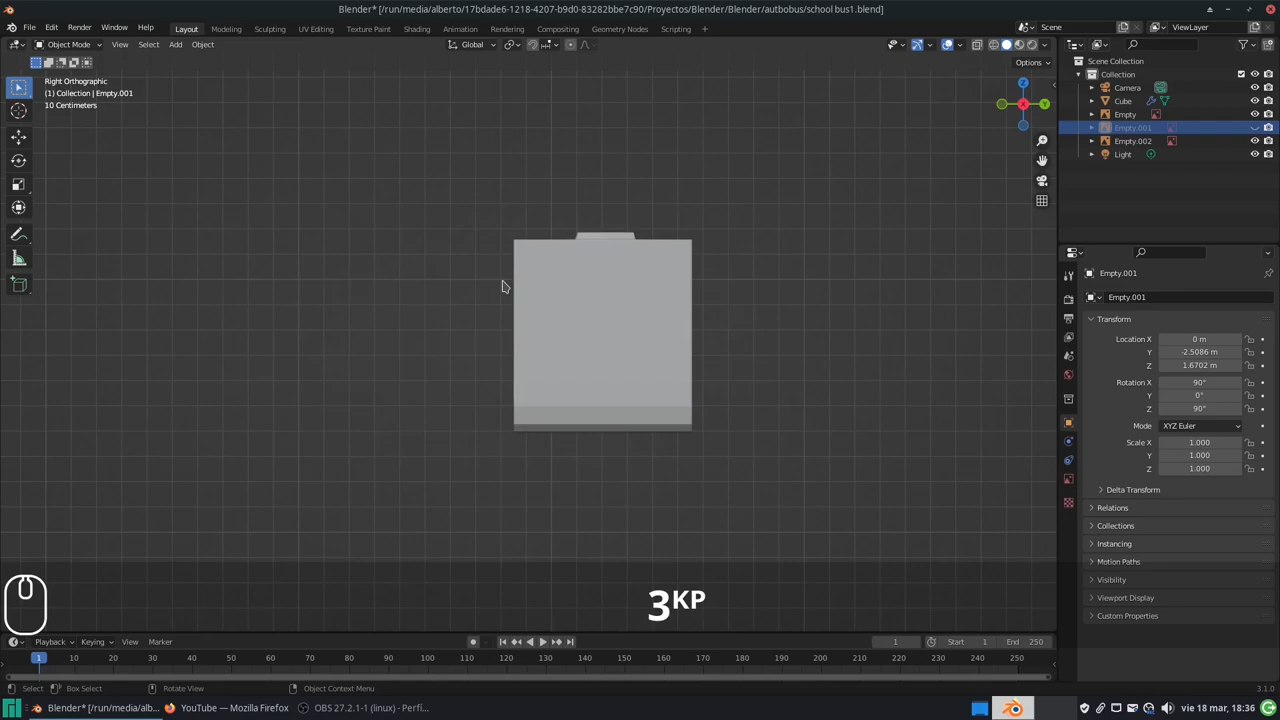 Blender* [/run/media/alberto/17bdade6-1218-4207-b9d0-83282bbe7c90/Proyectos/Blender/autbobus/school bus1.blend]
File Edit Render Window Help Layout Modeling Sculpting UV Editing Texture Paint Shading Animation Rendering Compositing Geometry Nodes Scripting Scene ViewLayer
Object Mode View Select Add Object Global
Options
Right Orthographic
(1) Collection | Empty.001
10 Centimeters
Z
Y
X
Scene Collection
Collection
Camera
Cube
Empty
Empty.001
Empty.002
Light
Empty.001
Empty.001
Transform
Location X 0 m
Y -2.5086 m
Z 1.6702 m
Rotation X 90°
Y 0°
Z 90°
Mode XYZ Euler
Scale X 1.000
Y 1.000
Z 1.000
Delta Transform
Relations
Collections
Instancing
Motion Paths
Visibility
Viewport Display
Custom Properties
3KP
Playback Keying View Marker 1 Start 1 End 250
1 10 20 30 40 50 60 70 80 90 100 110 120 130 140 150 160 170 180 190 200 210 220 230 240 250
Select Box Select Rotate View Object Context Menu 3.1.0
Blender* [/run/media/alb... YouTube — Firefox OBS 27.2.1-1 (linux) - Perfi... vie 18 mar, 18:36